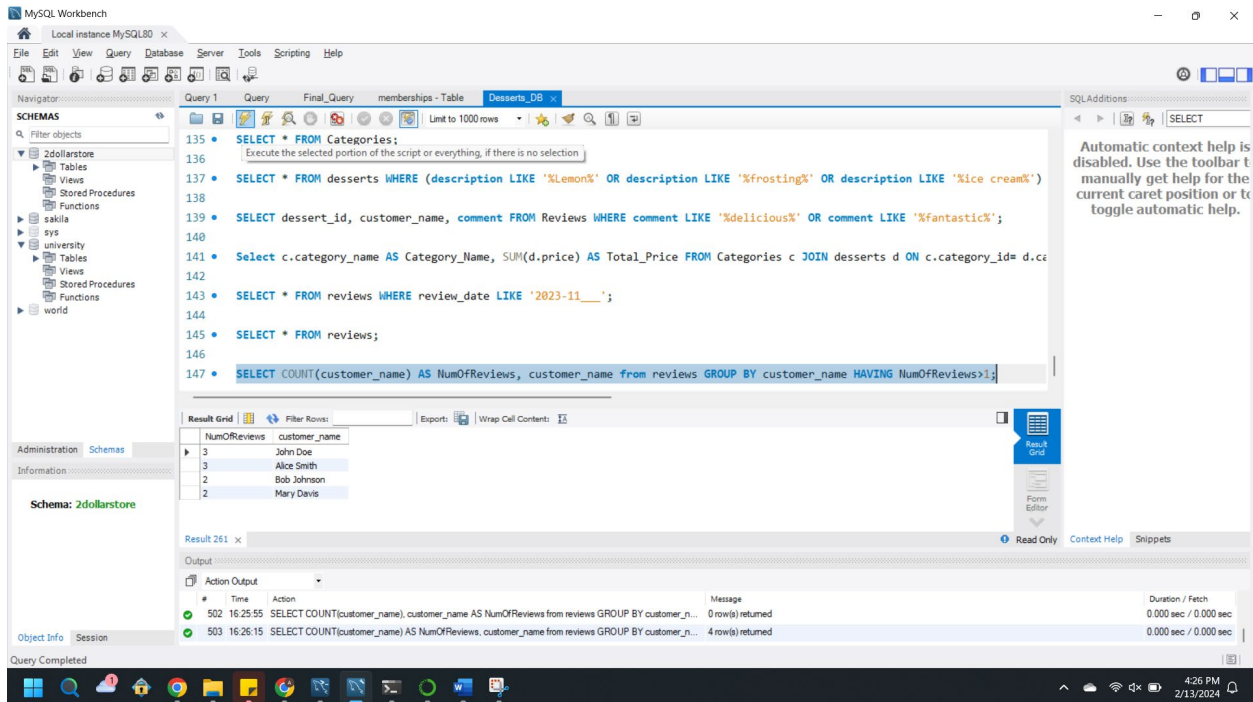 MySQL Workbench
Local instance MySQL80
File Edit View Query Database Server Tools Scripting Help
Navigator
SCHEMAS
Filter objects
2dollarstore
Tables
Views
Stored Procedures
Functions
sakila
sys
university
Tables
Views
Stored Procedures
Functions
world
Administration Schemas
Information
Schema: 2dollarstore
Object Info Session
Query 1 Query Final_Query memberships - Table Desserts_DB
Limit to 1000 rows
135 SELECT * FROM Categories;
Execute the selected portion of the script or everything, if there is no selection
136
137 SELECT * FROM desserts WHERE (description LIKE '%Lemon%' OR description LIKE '%frosting%' OR description LIKE '%ice cream%')
138
139 SELECT dessert_id, customer_name, comment FROM Reviews WHERE comment LIKE '%delicious%' OR comment LIKE '%fantastic%';
140
141 Select c.category_name AS Category_Name, SUM(d.price) AS Total_Price FROM Categories c JOIN desserts d ON c.category_id= d.ca
142
143 SELECT * FROM reviews WHERE review_date LIKE '2023-11___';
144
145 SELECT * FROM reviews;
146
147 SELECT COUNT(customer_name) AS NumOfReviews, customer_name from reviews GROUP BY customer_name HAVING NumOfReviews>1;
Result Grid Filter Rows: Export: Wrap Cell Content:
NumOfReviews customer_name
3 John Doe
3 Alice Smith
2 Bob Johnson
2 Mary Davis
Result Grid
Form Editor
Result 261 Read Only
Output
Action Output
# Time Action Message Duration / Fetch
502 16:25:55 SELECT COUNT(customer_name), customer_name AS NumOfReviews from reviews GROUP BY customer_n... 0 row(s) returned 0.000 sec / 0.000 sec
503 16:26:15 SELECT COUNT(customer_name) AS NumOfReviews, customer_name from reviews GROUP BY customer_n... 4 row(s) returned 0.000 sec / 0.000 sec
SQLAdditions
SELECT
Automatic context help is
disabled. Use the toolbar t
manually get help for the
current caret position or to
toggle automatic help.
Context Help Snippets
Query Completed
1
4:26 PM
2/13/2024